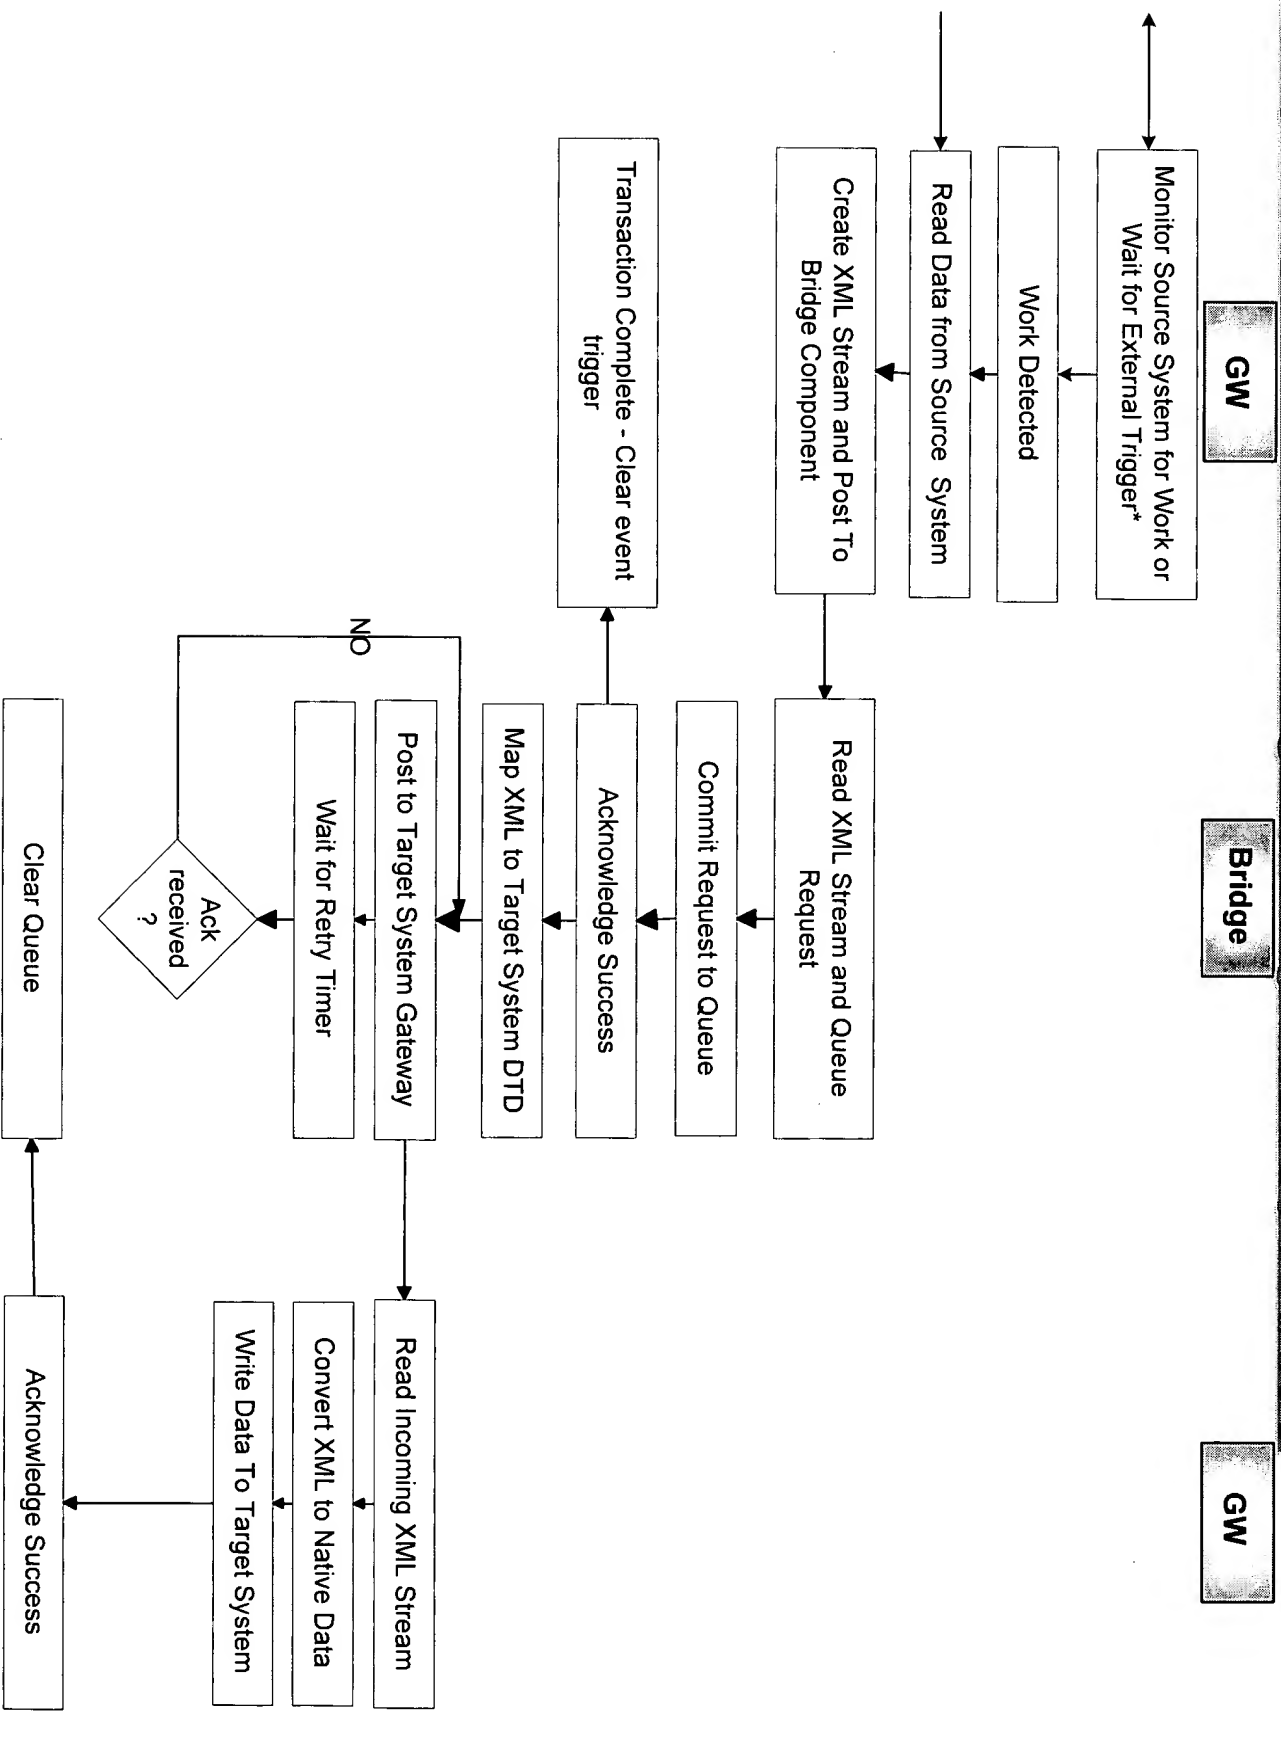 GW
Bridge
GW
Monitor Source System for Work or
Wait for External Trigger*
Work Detected
Read Data from Source System
Create XML Stream and Post To
Bridge Component
Transaction Complete - Clear event
trigger
Read XML Stream and Queue
Request
Commit Request to Queue
Acknowledge Success
Map XML to Target System DTD
Post to Target System Gateway
Wait for Retry Timer
NO
Ack
received
?
Clear Queue
Read Incoming XML Stream
Convert XML to Native Data
Write Data To Target System
Acknowledge Success